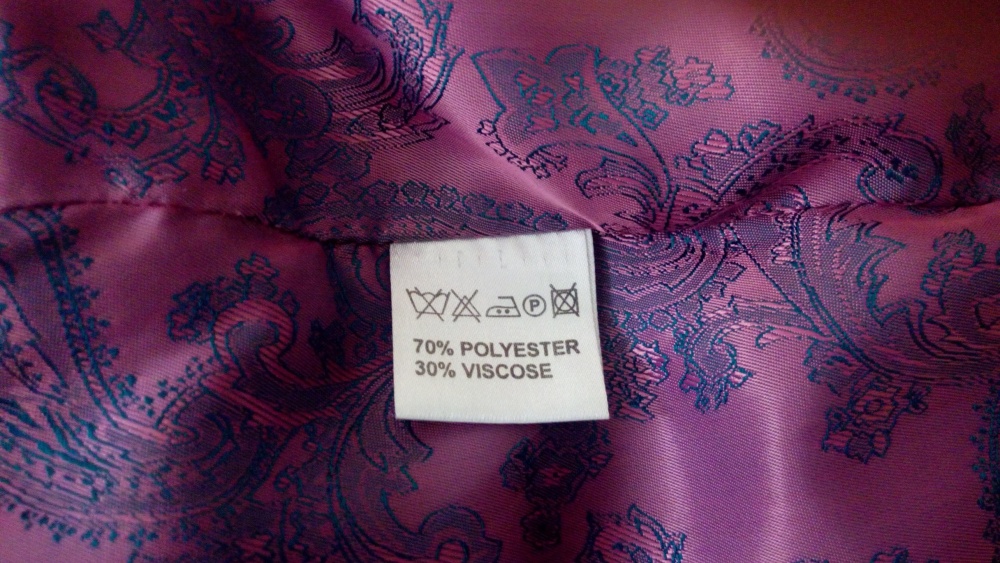 P
70% POLYESTER
30% VISCOSE